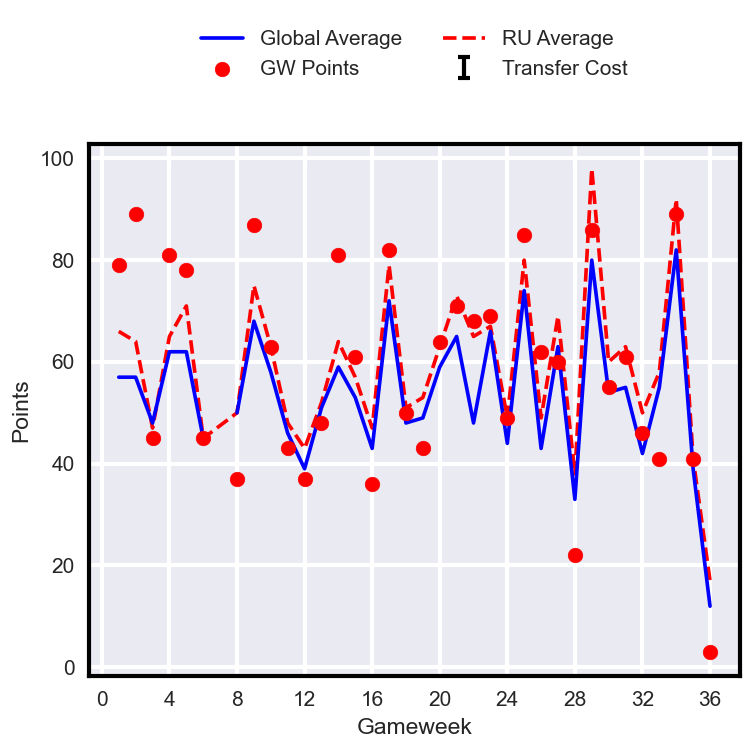 Global Average
RU Average
GW Points
Transfer Cost
100
80
60
40
20
0
Points
0 4 8 12 16 20 24 28 32 36
Gameweek